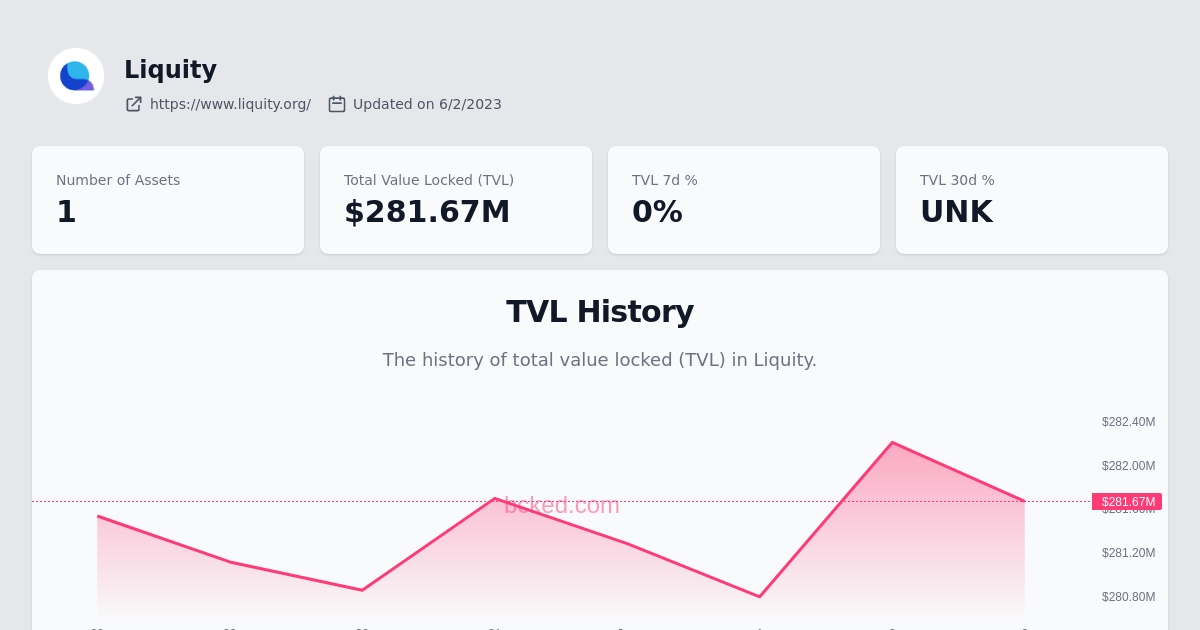 Liquity
https://www.liquity.org/ Updated on 6/2/2023
Number of Assets
1
Total Value Locked (TVL)
$281.67M
TVL 7d %
0%
TVL 30d %
UNK
TVL History
The history of total value locked (TVL) in Liquity.
bcked.com
$282.40M
$282.00M
$281.67M
$281.60M
$281.20M
$280.80M